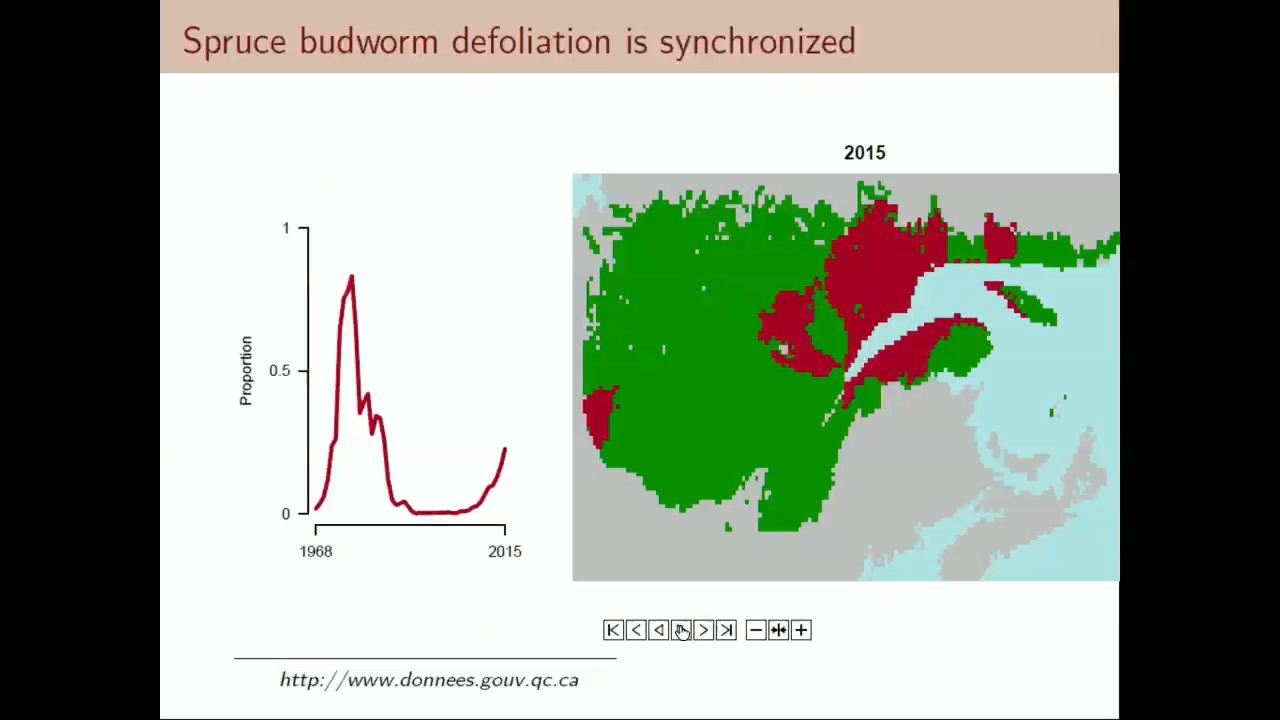 Spruce budworm defoliation is synchronized
2015
1
0.5
0
Proportion
1968
2015
http://www.donnees.gouv.qc.ca